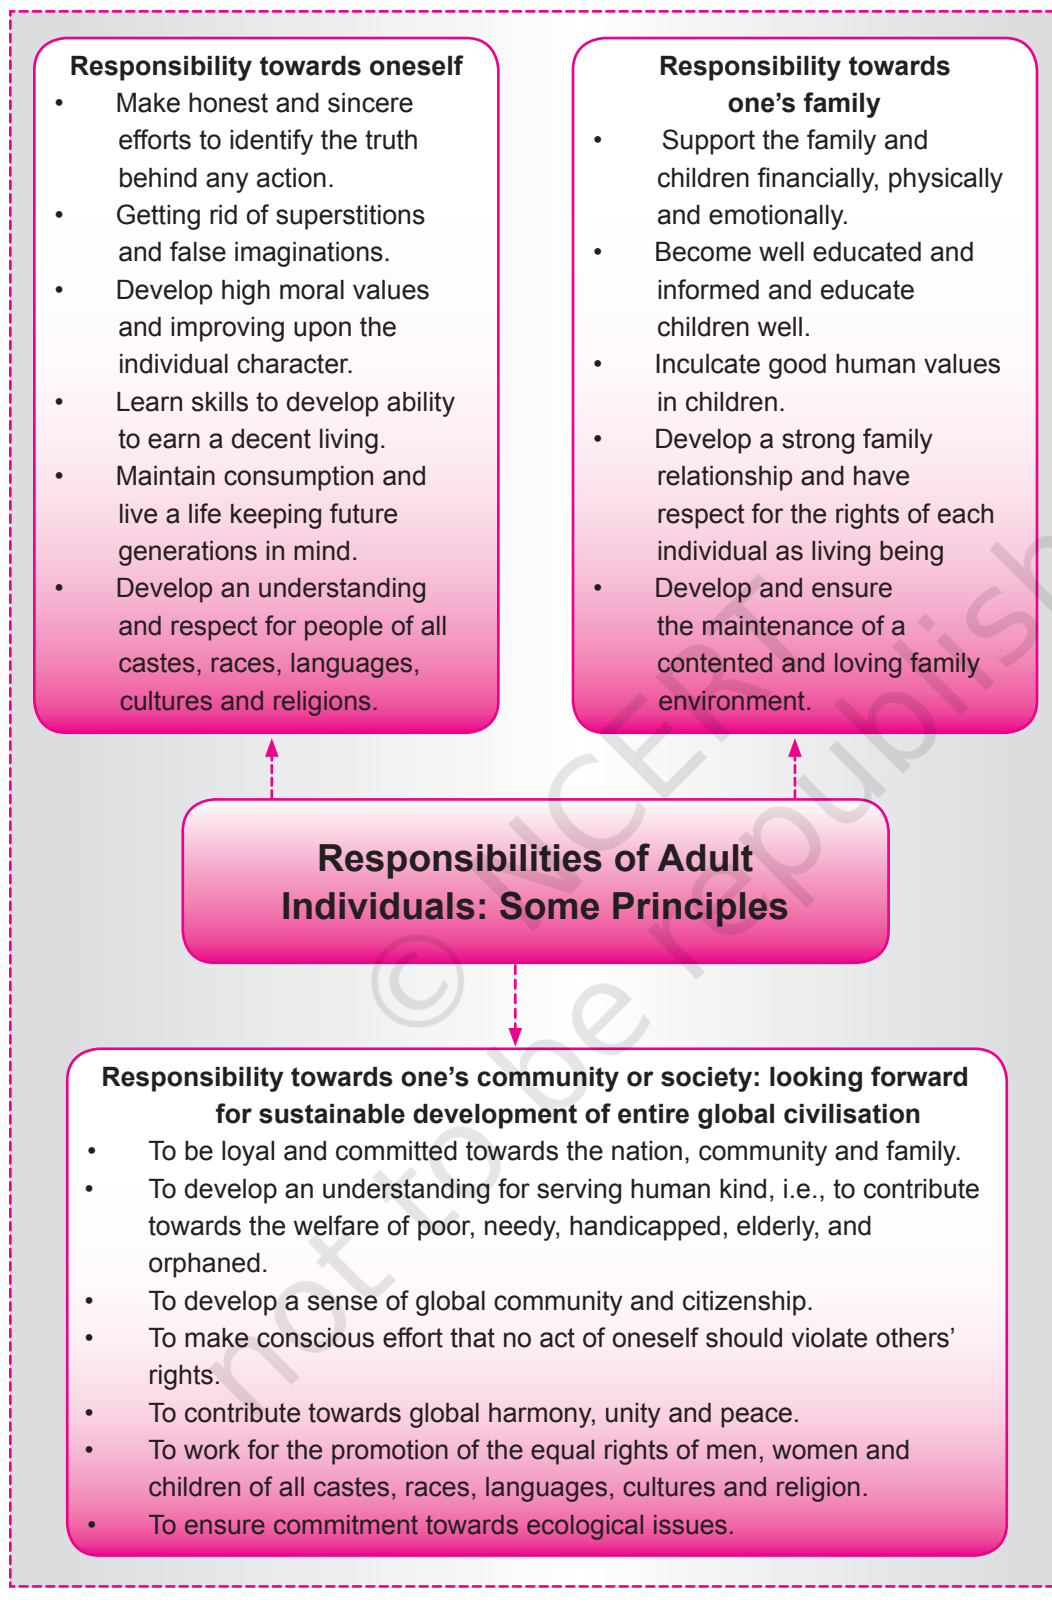 Responsibility towards oneself
• Make honest and sincere
efforts to identify the truth
behind any action.
• Getting rid of superstitions
and false imaginations.
• Develop high moral values
and improving upon the
individual character.
• Learn skills to develop ability
to earn a decent living.
• Maintain consumption and
live a life keeping future
generations in mind.
• Develop an understanding
and respect for people of all
castes, races, languages,
cultures and religions.
Responsibility towards
one’s family
• Support the family and
children financially, physically
and emotionally.
• Become well educated and
informed and educate
children well.
• Inculcate good human values
in children.
• Develop a strong family
relationship and have
respect for the rights of each
individual as living being
• Develop and ensure
the maintenance of a
contented and loving family
environment.
Responsibilities of Adult
Individuals: Some Principles
Responsibility towards one’s community or society: looking forward
for sustainable development of entire global civilisation
• To be loyal and committed towards the nation, community and family.
• To develop an understanding for serving human kind, i.e., to contribute
towards the welfare of poor, needy, handicapped, elderly, and
orphaned.
• To develop a sense of global community and citizenship.
• To make conscious effort that no act of oneself should violate others’
rights.
• To contribute towards global harmony, unity and peace.
• To work for the promotion of the equal rights of men, women and
children of all castes, races, languages, cultures and religion.
• To ensure commitment towards ecological issues.
© NCERT
not to be republish